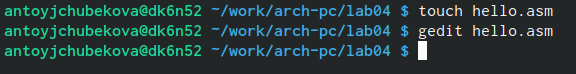 antoyjchubekova@dk6n52 ~/work/arch-pc/lab04 $ touch hello.asm
antoyjchubekova@dk6n52 ~/work/arch-pc/lab04 $ gedit hello.asm
antoyjchubekova@dk6n52 ~/work/arch-pc/lab04 $